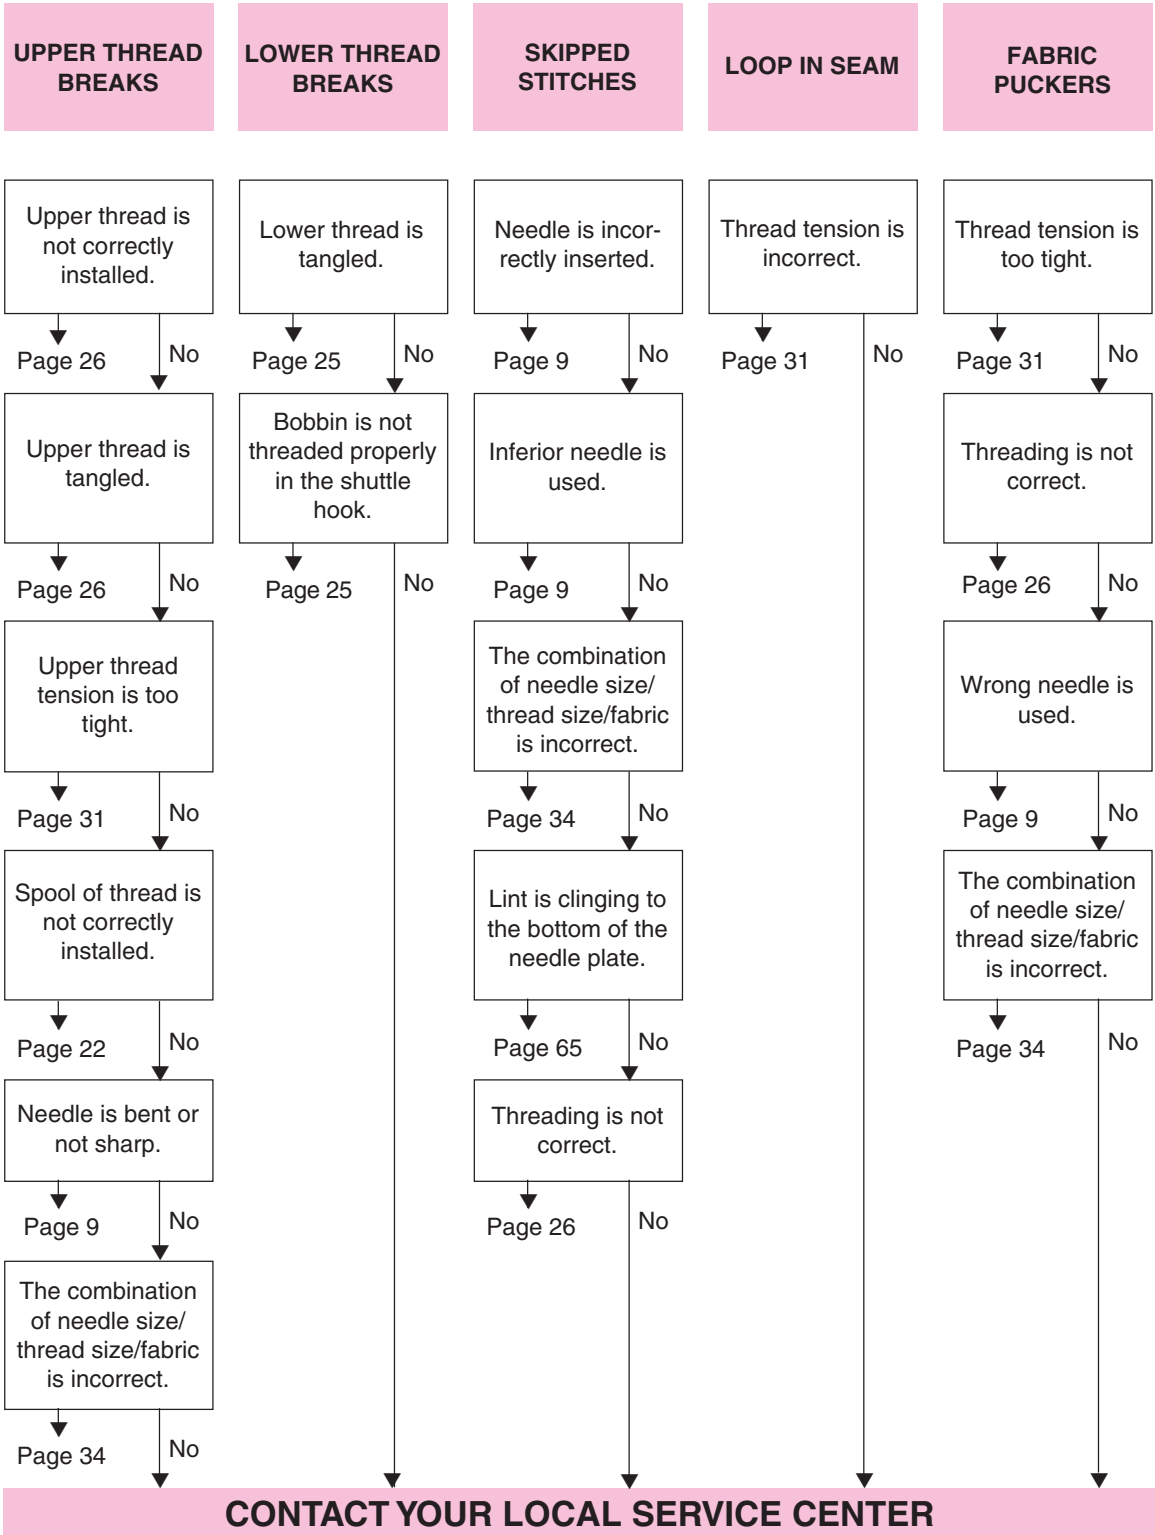 UPPER THREAD
BREAKS
LOWER THREAD
BREAKS
SKIPPED
STITCHES
LOOP IN SEAM
FABRIC
PUCKERS
Upper thread is
not correctly
installed.
Page 26
No
Upper thread is
tangled.
Page 26
No
Upper thread
tension is too
tight.
Page 31
No
Spool of thread is
not correctly
installed.
Page 22
No
Needle is bent or
not sharp.
Page 9
No
The combination
of needle size/
thread size/fabric
is incorrect.
Page 34
No
Lower thread is
tangled.
Page 25
No
Bobbin is not
threaded properly
in the shuttle
hook.
Page 25
No
Needle is incor-
rectly inserted.
Page 9
No
Inferior needle is
used.
Page 9
No
The combination
of needle size/
thread size/fabric
is incorrect.
Page 34
No
Lint is clinging to
the bottom of the
needle plate.
Page 65
No
Threading is not
correct.
Page 26
No
Thread tension is
incorrect.
Page 31
No
Thread tension is
too tight.
Page 31
No
Threading is not
correct.
Page 26
No
Wrong needle is
used.
Page 9
No
The combination
of needle size/
thread size/fabric
is incorrect.
Page 34
No
CONTACT YOUR LOCAL SERVICE CENTER